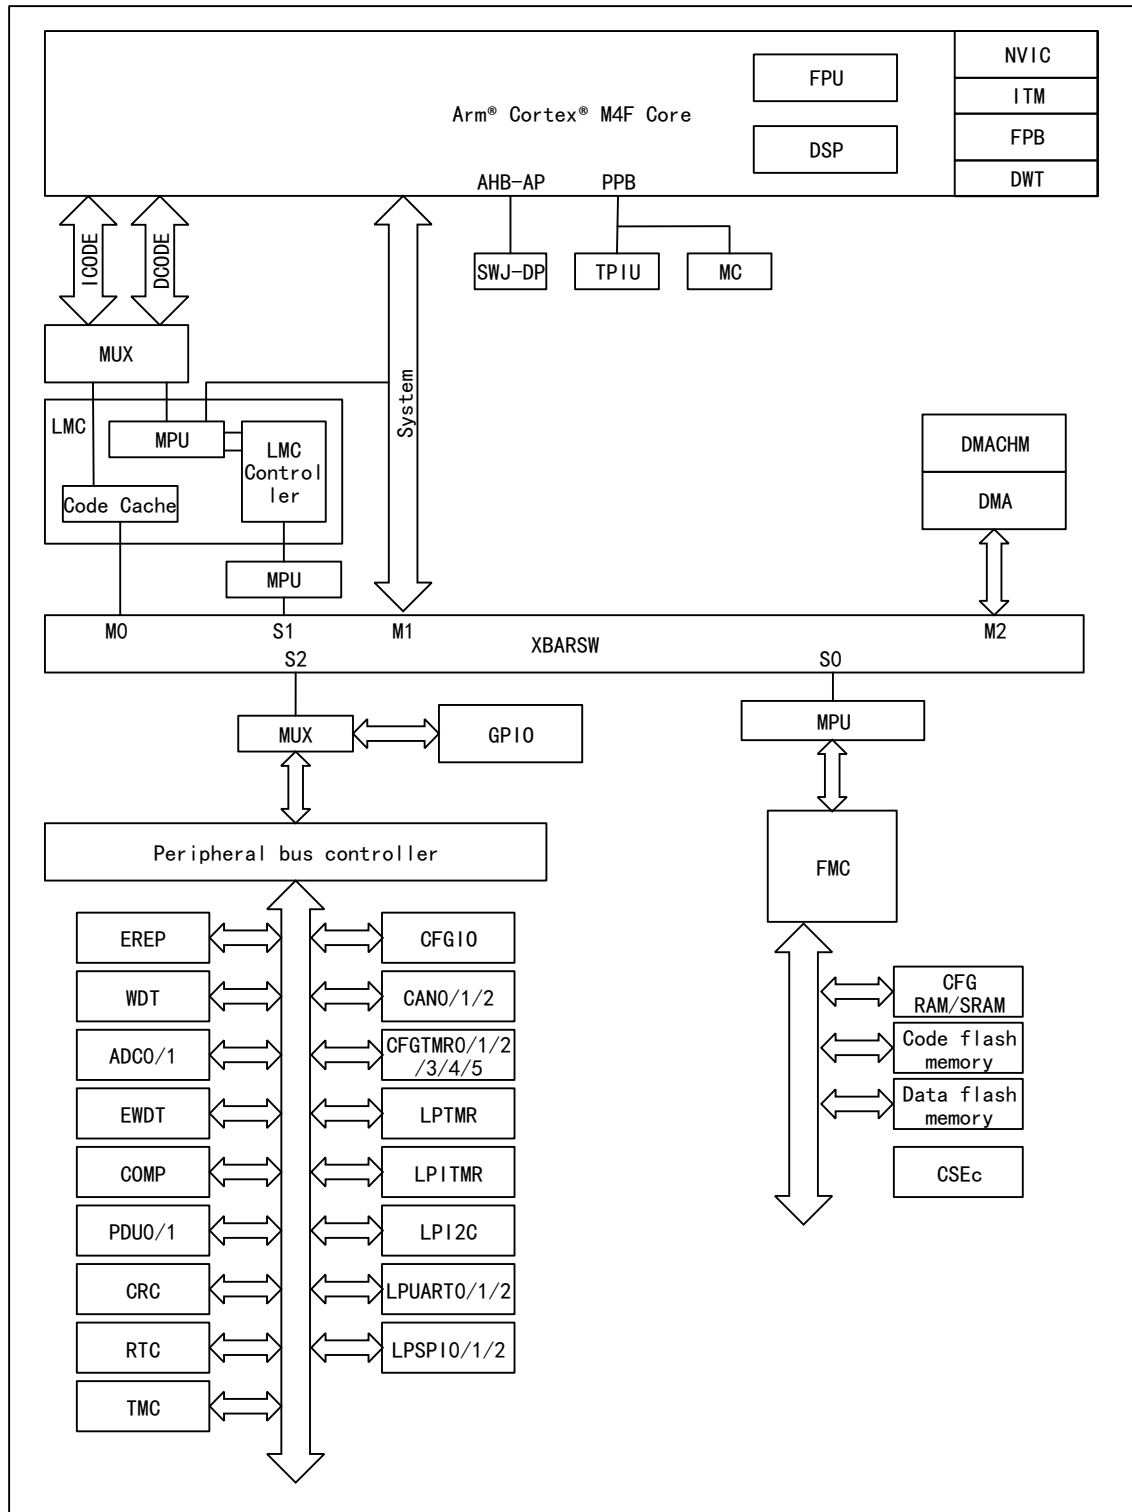 NVIC
FPU
ITM
Arm® Cortex® M4F Core
FPB
DSP
DWT
AHB-AP
PPB
ICODE
DCODE
SWJ-DP
TPIU
MC
MUX
System
LMC
MPU
LMC
Control
ler
Code Cache
DMACHM
DMA
MPU
M0
S1
M1
XBARSW
M2
S2
S0
MUX
GPIO
MPU
Peripheral bus controller
FMC
EREP
CFGIO
WDT
CAN0/1/2
ADC0/1
CFGTMR0/1/2
/3/4/5
EWDT
LPTMR
COMP
LPITMR
PDU0/1
LPI2C
CRC
LPUART0/1/2
RTC
LPSPI0/1/2
TMC
CFG
RAM/SRAM
Code flash
memory
Data flash
memory
CSEc